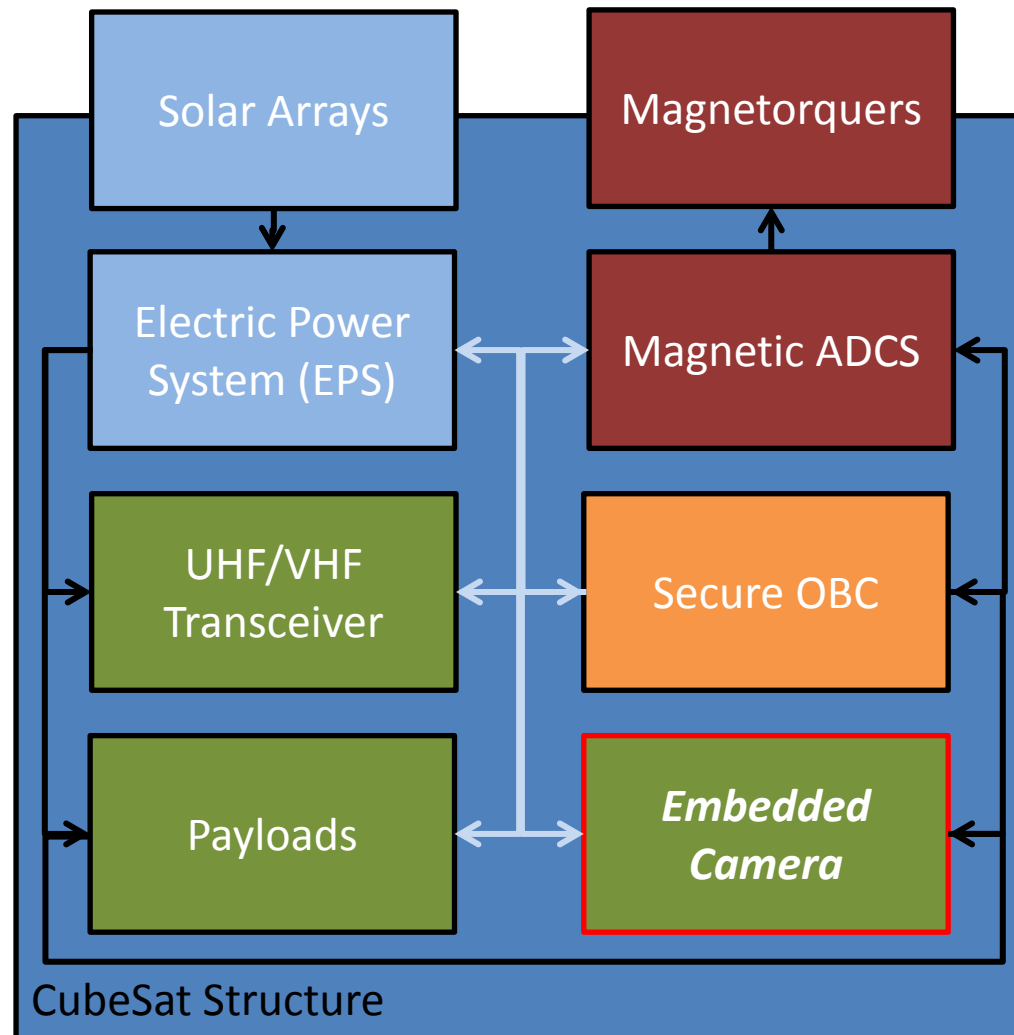 Solar Arrays
Magnetorquers
Electric Power
System (EPS)
Magnetic ADCS
UHF/VHF
Transceiver
Secure OBC
Payloads
Embedded
Camera
CubeSat Structure